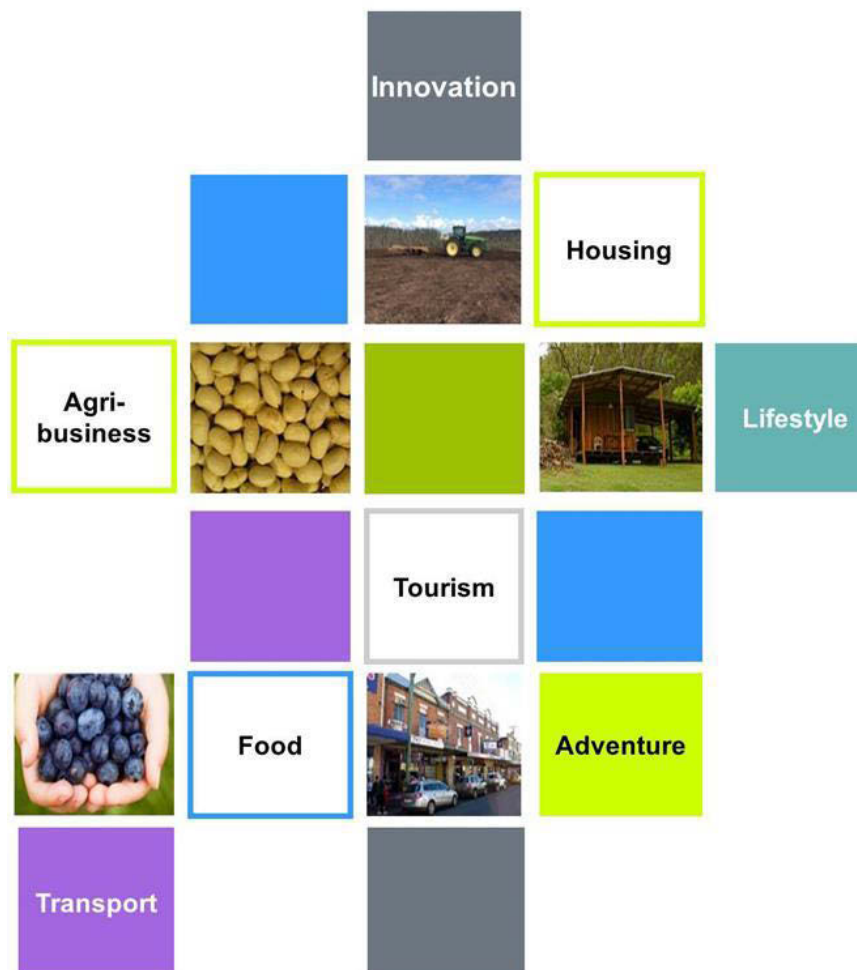 Innovation
Housing
Agri-
business
Lifestyle
Tourism
Food
Adventure
Transport